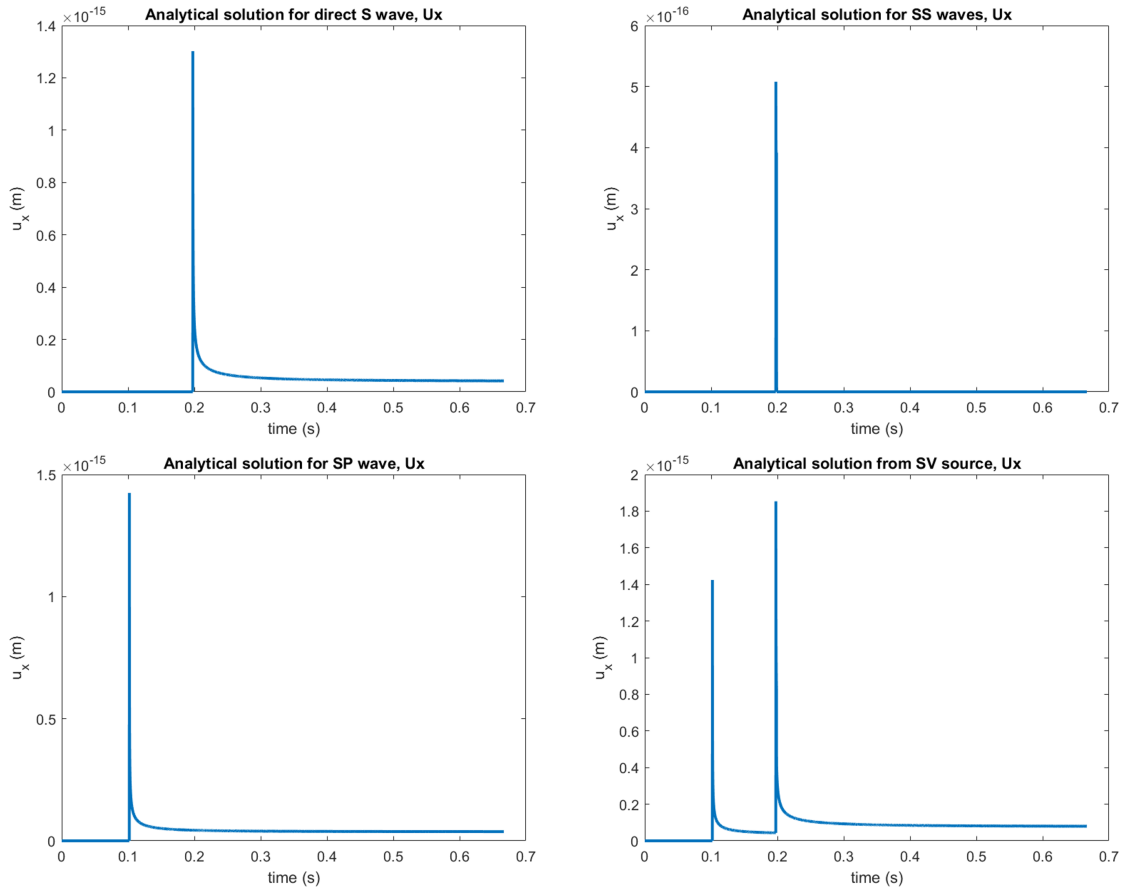 Analytical solution for direct S wave, Ux
×10^-15
1.4
1.2
1
0.8
0.6
0.4
0.2
0
u_x (m)
0 0.1 0.2 0.3 0.4 0.5 0.6 0.7
time (s)
Analytical solution for SS waves, Ux
×10^-16
6
5
4
3
2
1
0
u_x (m)
0 0.1 0.2 0.3 0.4 0.5 0.6 0.7
time (s)
Analytical solution for SP wave, Ux
×10^-15
1.5
1
0.5
0
u_x (m)
0 0.1 0.2 0.3 0.4 0.5 0.6 0.7
time (s)
Analytical solution from SV source, Ux
×10^-15
2
1.8
1.6
1.4
1.2
1
0.8
0.6
0.4
0.2
0
u_x (m)
0 0.1 0.2 0.3 0.4 0.5 0.6 0.7
time (s)